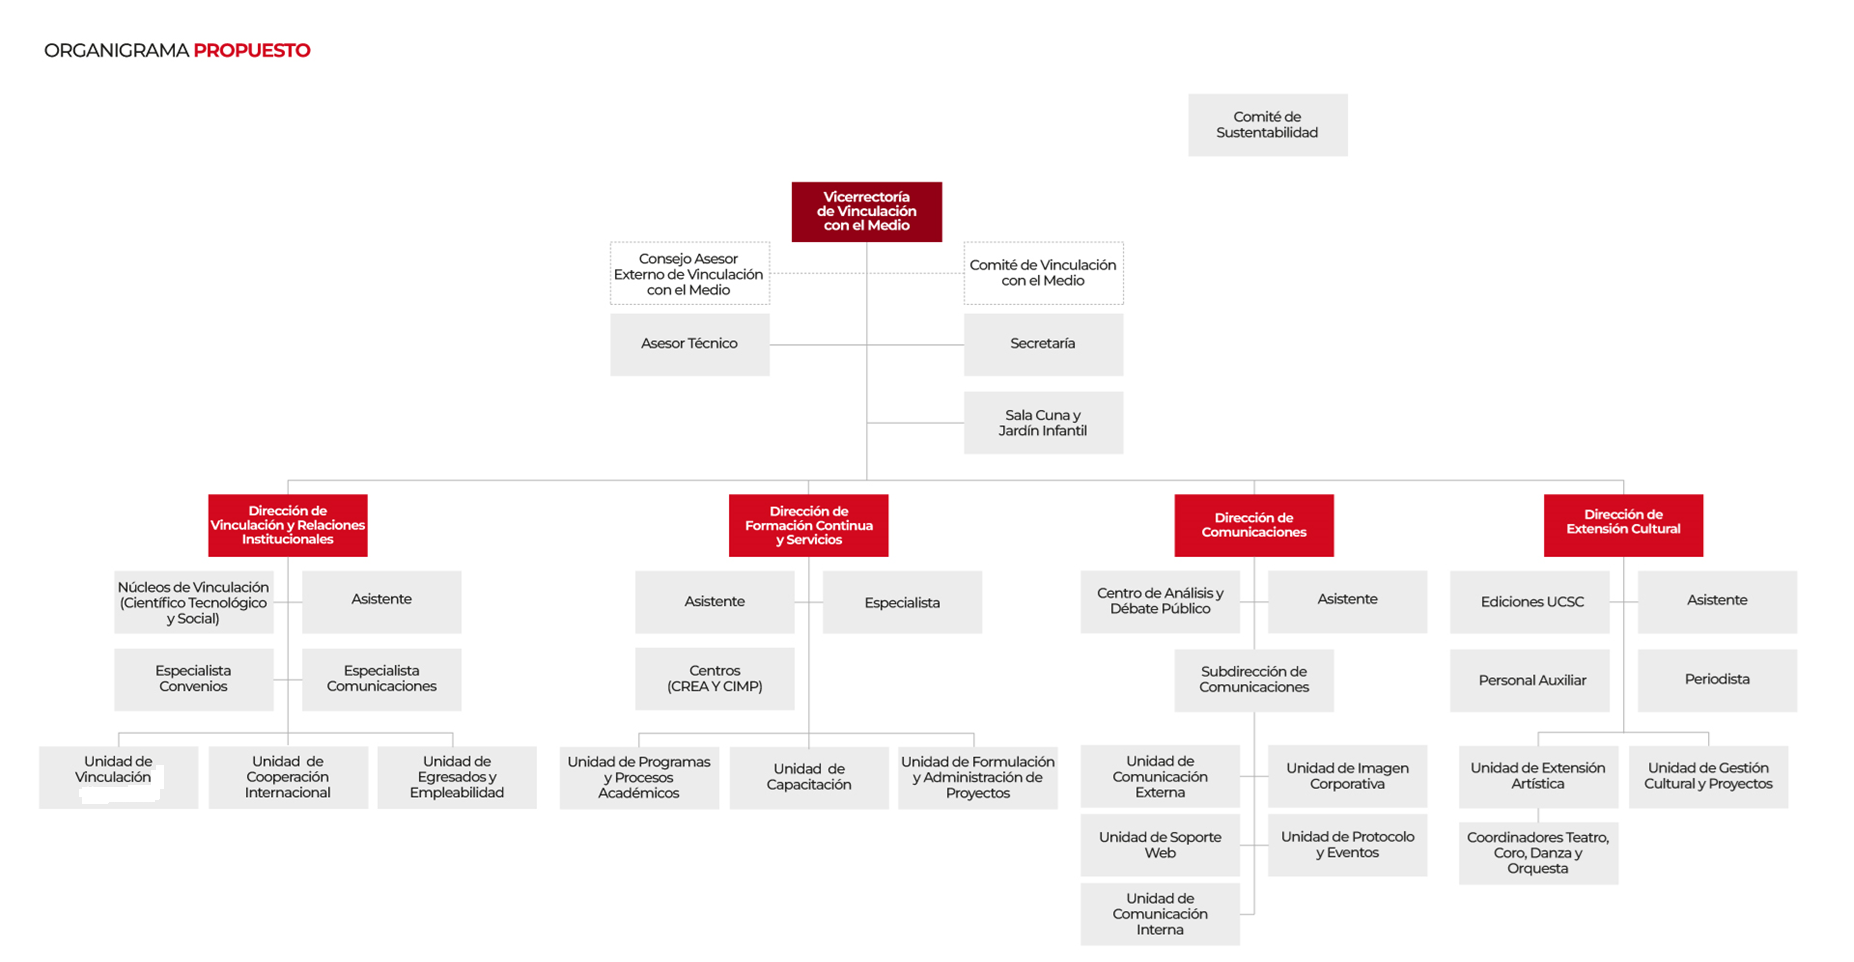 ORGANIGRAMA PROPUESTO
Comité de
Sustentabilidad
Vicerrectoría
de Vinculación
con el Medio
Consejo Asesor
Externo de Vinculación
con el Medio
Comité de Vinculación
con el Medio
Asesor Técnico
Secretaría
Sala Cuna y
Jardín Infantil
Dirección de
Vinculación y Relaciones
Institucionales
Dirección de
Formación Continua
y Servicios
Dirección de
Comunicaciones
Dirección de
Extensión Cultural
Núcleos de Vinculación
(Científico Tecnológico
y Social)
Asistente
Asistente
Especialista
Centro de Análisis y
Débate Público
Asistente
Ediciones UCSC
Asistente
Especialista
Convenios
Especialista
Comunicaciones
Centros
(CREA Y CIMP)
Subdirección de
Comunicaciones
Personal Auxiliar
Periodista
Unidad de
Vinculación
Unidad de
Cooperación
Internacional
Unidad de
Egresados y
Empleabilidad
Unidad de Programas
y Procesos
Académicos
Unidad de
Capacitación
Unidad de Formulación
y Administración de
Proyectos
Unidad de
Comunicación
Externa
Unidad de Imagen
Corporativa
Unidad de Extensión
Artística
Unidad de Gestión
Cultural y Proyectos
Unidad de Soporte
Web
Unidad de Protocolo
y Eventos
Coordinadores Teatro,
Coro, Danza y
Orquesta
Unidad de
Comunicación
Interna